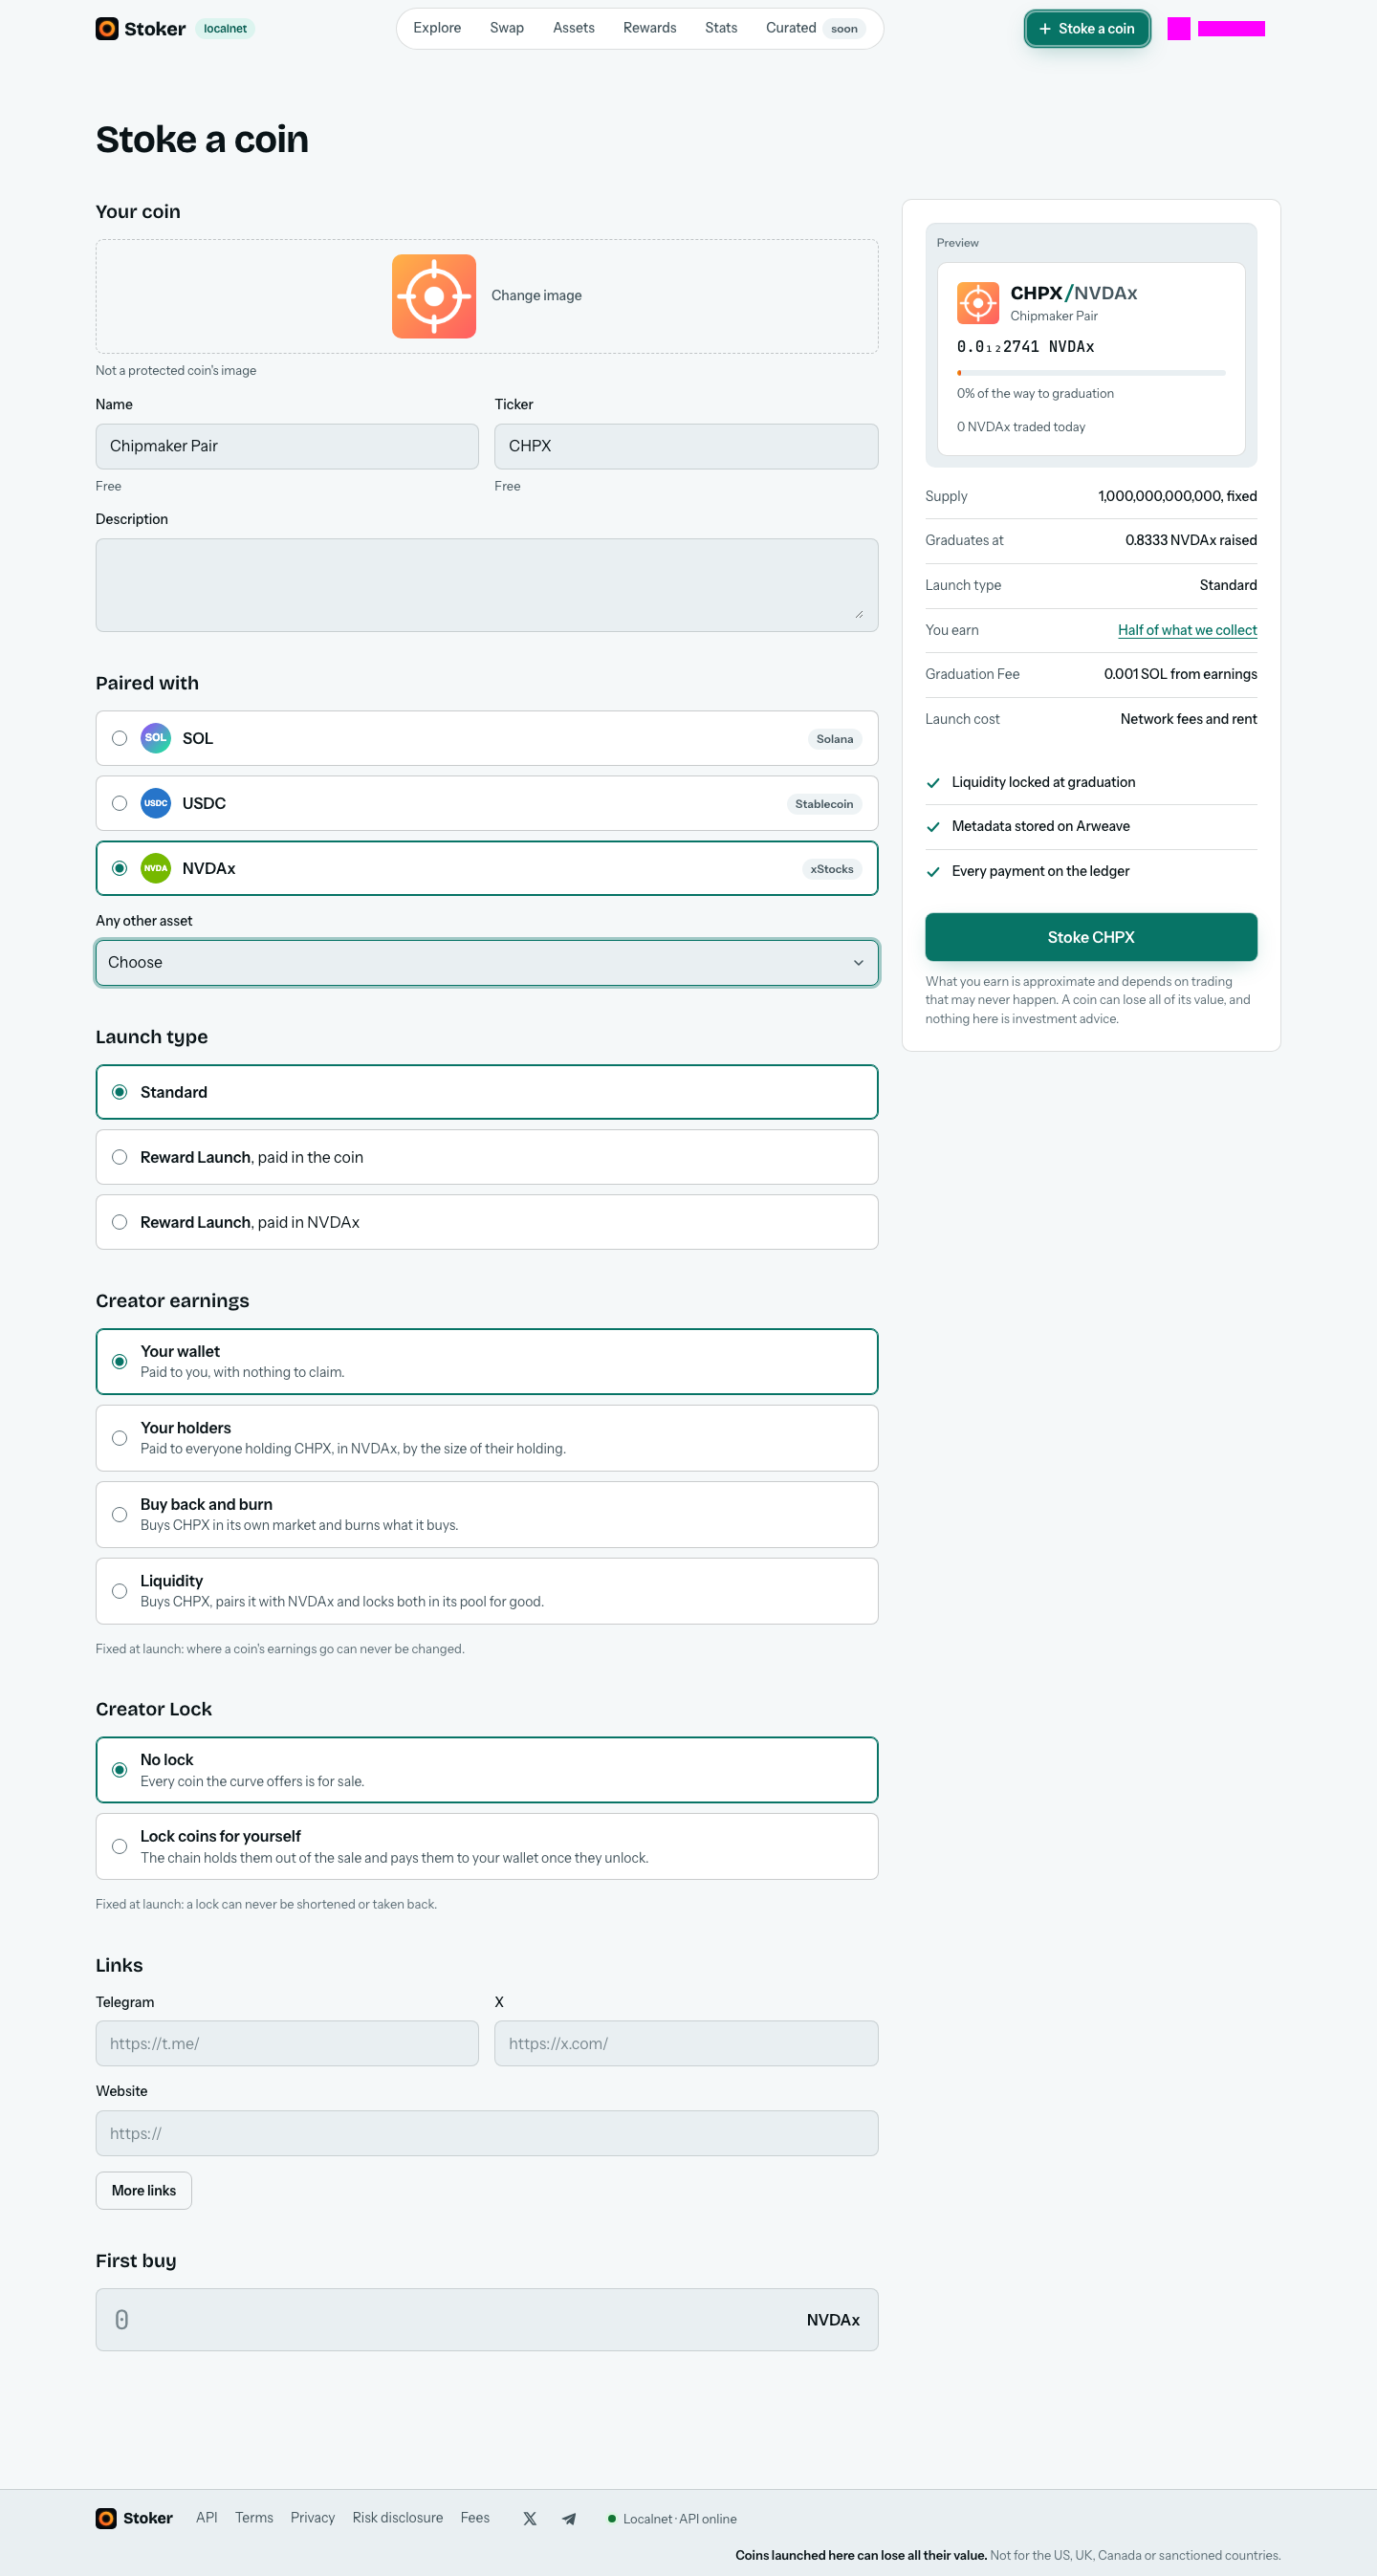 Stoker localnet
Explore Swap Assets Rewards Stats Curated soon
+ Stoke a coin
Stoke a coin
Your coin
Change image
Not a protected coin's image
Name
Ticker
Chipmaker Pair
CHPX
Free
Free
Description
Paired with
SOL SOL Solana
USDC USDC Stablecoin
NVDA NVDAx xStocks
Any other asset
Choose
Launch type
Standard
Reward Launch, paid in the coin
Reward Launch, paid in NVDAx
Creator earnings
Your wallet
Paid to you, with nothing to claim.
Your holders
Paid to everyone holding CHPX, in NVDAx, by the size of their holding.
Buy back and burn
Buys CHPX in its own market and burns what it buys.
Liquidity
Buys CHPX, pairs it with NVDAx and locks both in its pool for good.
Fixed at launch: where a coin's earnings go can never be changed.
Creator Lock
No lock
Every coin the curve offers is for sale.
Lock coins for yourself
The chain holds them out of the sale and pays them to your wallet once they unlock.
Fixed at launch: a lock can never be shortened or taken back.
Links
Telegram
X
https://t.me/
https://x.com/
Website
https://
More links
First buy
0 NVDAx
Preview
CHPX/NVDAx
Chipmaker Pair
0.0₁₂2741 NVDAx
0% of the way to graduation
0 NVDAx traded today
Supply 1,000,000,000,000, fixed
Graduates at 0.8333 NVDAx raised
Launch type Standard
You earn Half of what we collect
Graduation Fee 0.001 SOL from earnings
Launch cost Network fees and rent
Liquidity locked at graduation
Metadata stored on Arweave
Every payment on the ledger
Stoke CHPX
What you earn is approximate and depends on trading
that may never happen. A coin can lose all of its value, and
nothing here is investment advice.
Stoker API Terms Privacy Risk disclosure Fees Localnet · API online
Coins launched here can lose all their value. Not for the US, UK, Canada or sanctioned countries.